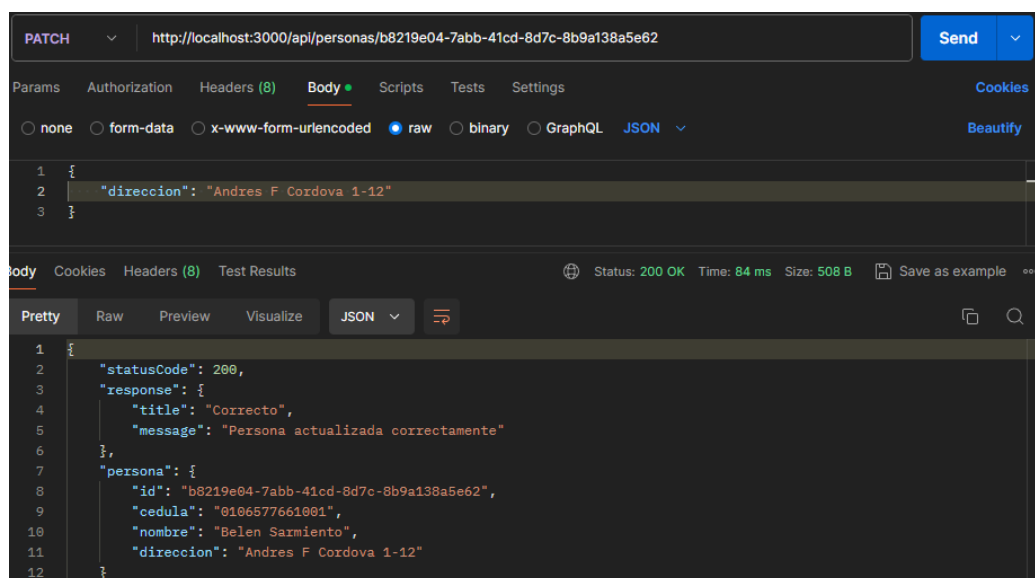 PATCH http://localhost:3000/api/personas/b8219e04-7abb-41cd-8d7c-8b9a138a5e62 Send
Params Authorization Headers (8) Body Scripts Tests Settings Cookies
none form-data x-www-form-urlencoded raw binary GraphQL JSON Beautify
1 {
2 "direccion": "Andres F Cordova 1-12"
3 }
Body Cookies Headers (8) Test Results Status: 200 OK Time: 84 ms Size: 508 B Save as example
Pretty Raw Preview Visualize JSON
1 {
2 "statusCode": 200,
3 "response": {
4 "title": "Correcto",
5 "message": "Persona actualizada correctamente"
6 },
7 "persona": {
8 "id": "b8219e04-7abb-41cd-8d7c-8b9a138a5e62",
9 "cedula": "0106577661001",
10 "nombre": "Belen Sarmiento",
11 "direccion": "Andres F Cordova 1-12"
12 }